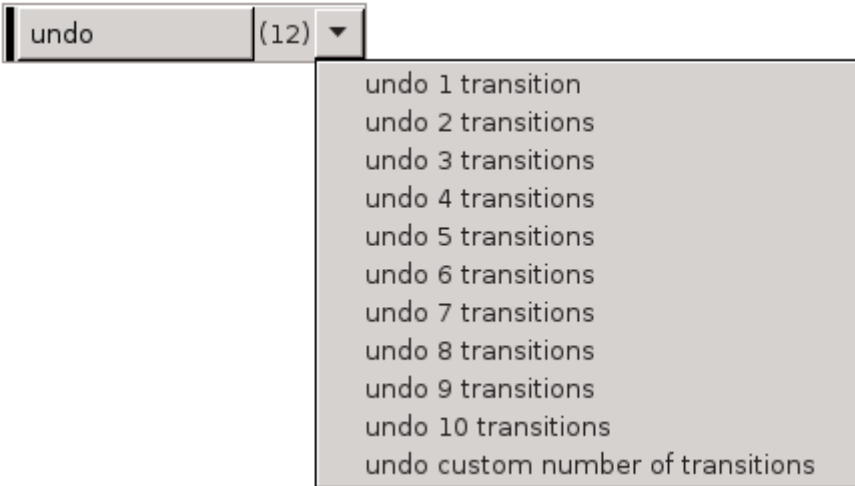 undo (12)
undo 1 transition
undo 2 transitions
undo 3 transitions
undo 4 transitions
undo 5 transitions
undo 6 transitions
undo 7 transitions
undo 8 transitions
undo 9 transitions
undo 10 transitions
undo custom number of transitions